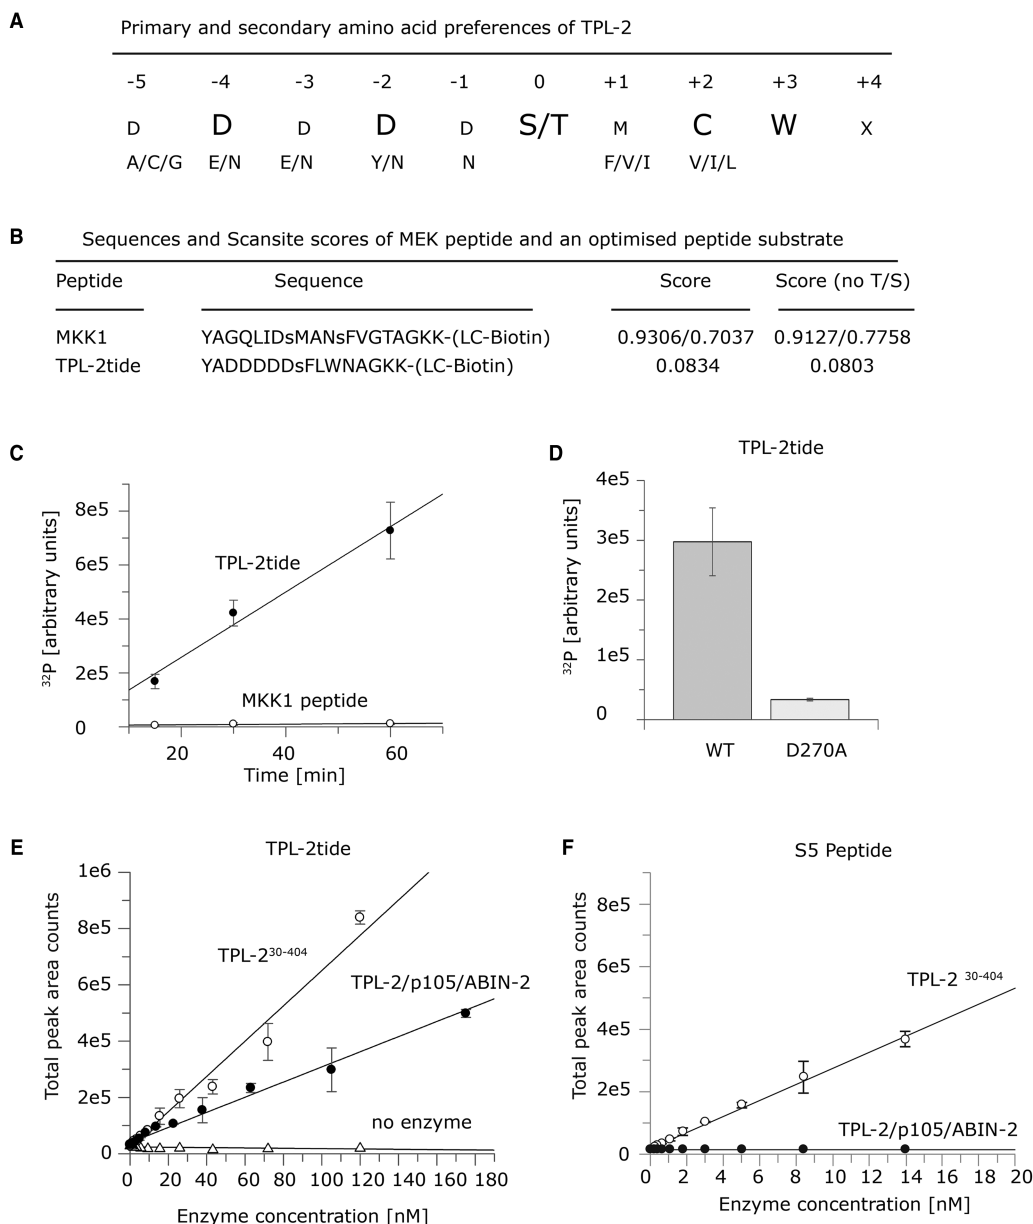 A
Primary and secondary amino acid preferences of TPL-2
-5 -4 -3 -2 -1 0 +1 +2 +3 +4
D D D D D S/T M C W X
A/C/G E/N E/N Y/N N F/V/I V/I/L
B
Sequences and Scansite scores of MEK peptide and an optimised peptide substrate
Peptide Sequence Score Score (no T/S)
MKK1 YAGQLIDsMANsFVGTAGKK-(LC-Biotin) 0.9306/0.7037 0.9127/0.7758
TPL-2tide YADDDDDsFLWNAGKK-(LC-Biotin) 0.0834 0.0803
C
32P [arbitrary units]
8e5
6e5
4e5
2e5
0
TPL-2tide
MKK1 peptide
20 40 60
Time [min]
D
TPL-2tide
32P [arbitrary units]
4e5
3e5
2e5
1e5
0
WT D270A
E
TPL-2tide
Total peak area counts
1e6
8e5
6e5
4e5
2e5
0
TPL-2 30-404
TPL-2/p105/ABIN-2
no enzyme
0 20 40 60 80 100 120 140 160 180
Enzyme concentration [nM]
F
S5 Peptide
Total peak area counts
8e5
6e5
4e5
2e5
0
TPL-2 30-404
TPL-2/p105/ABIN-2
0 2 4 6 8 10 12 14 16 18 20
Enzyme concentration [nM]